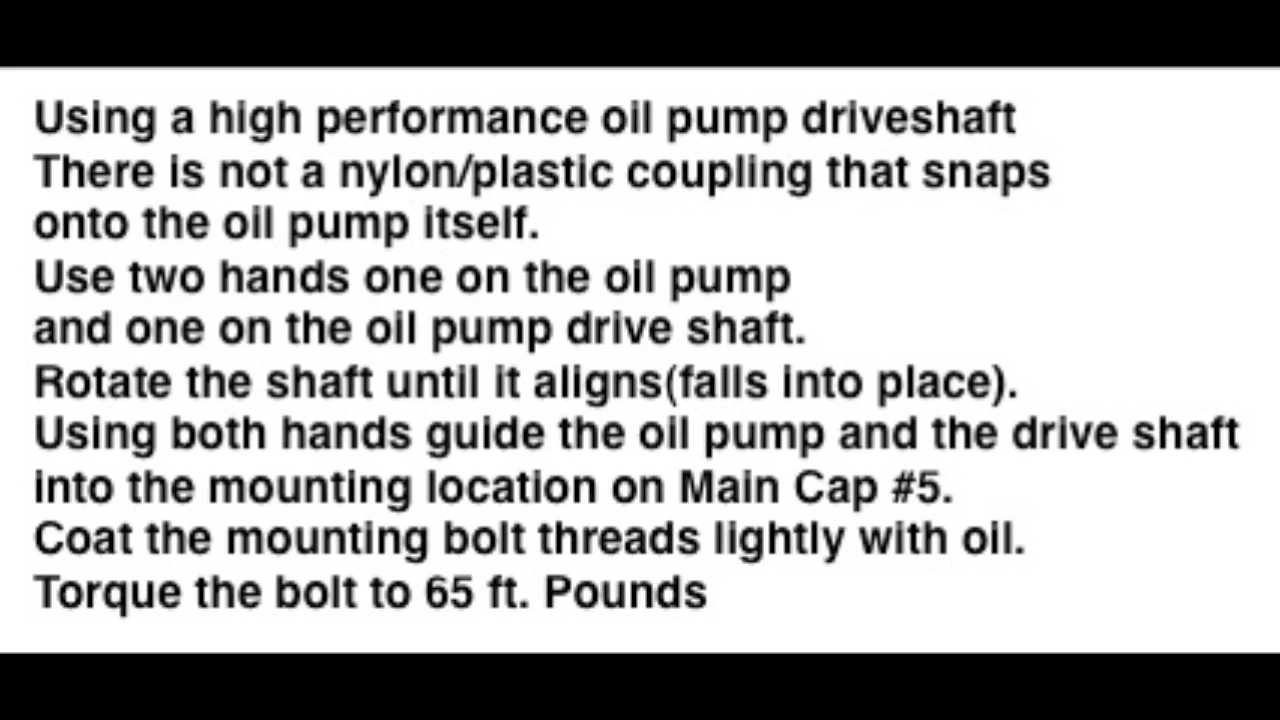 Using a high performance oil pump driveshaft
There is not a nylon/plastic coupling that snaps
onto the oil pump itself.
Use two hands one on the oil pump
and one on the oil pump drive shaft.
Rotate the shaft until it aligns(falls into place).
Using both hands guide the oil pump and the drive shaft
into the mounting location on Main Cap #5.
Coat the mounting bolt threads lightly with oil.
Torque the bolt to 65 ft. Pounds